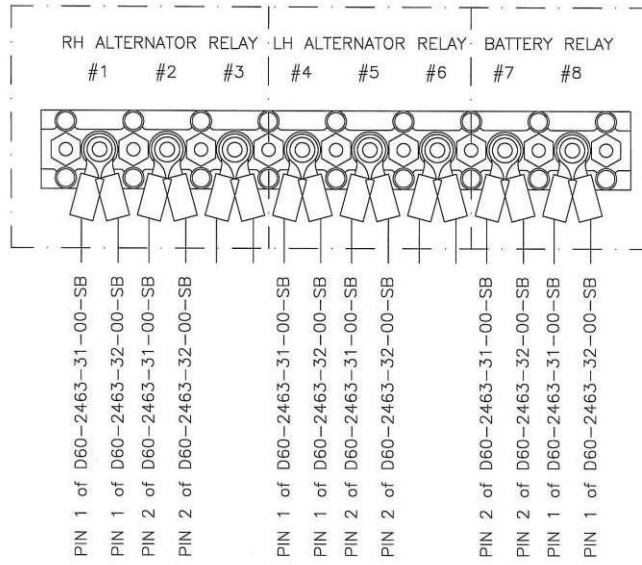 RH ALTERNATOR RELAY LH ALTERNATOR RELAY BATTERY RELAY
#1 #2 #3 #4 #5 #6 #7 #8
PIN 1 of D60-2463-31-00-SB
PIN 1 of D60-2463-32-00-SB
PIN 2 of D60-2463-31-00-SB
PIN 2 of D60-2463-32-00-SB
PIN 1 of D60-2463-31-00-SB
PIN 1 of D60-2463-32-00-SB
PIN 2 of D60-2463-31-00-SB
PIN 2 of D60-2463-32-00-SB
PIN 2 of D60-2463-31-00-SB
PIN 2 of D60-2463-32-00-SB
PIN 1 of D60-2463-31-00-SB
PIN 1 of D60-2463-32-00-SB